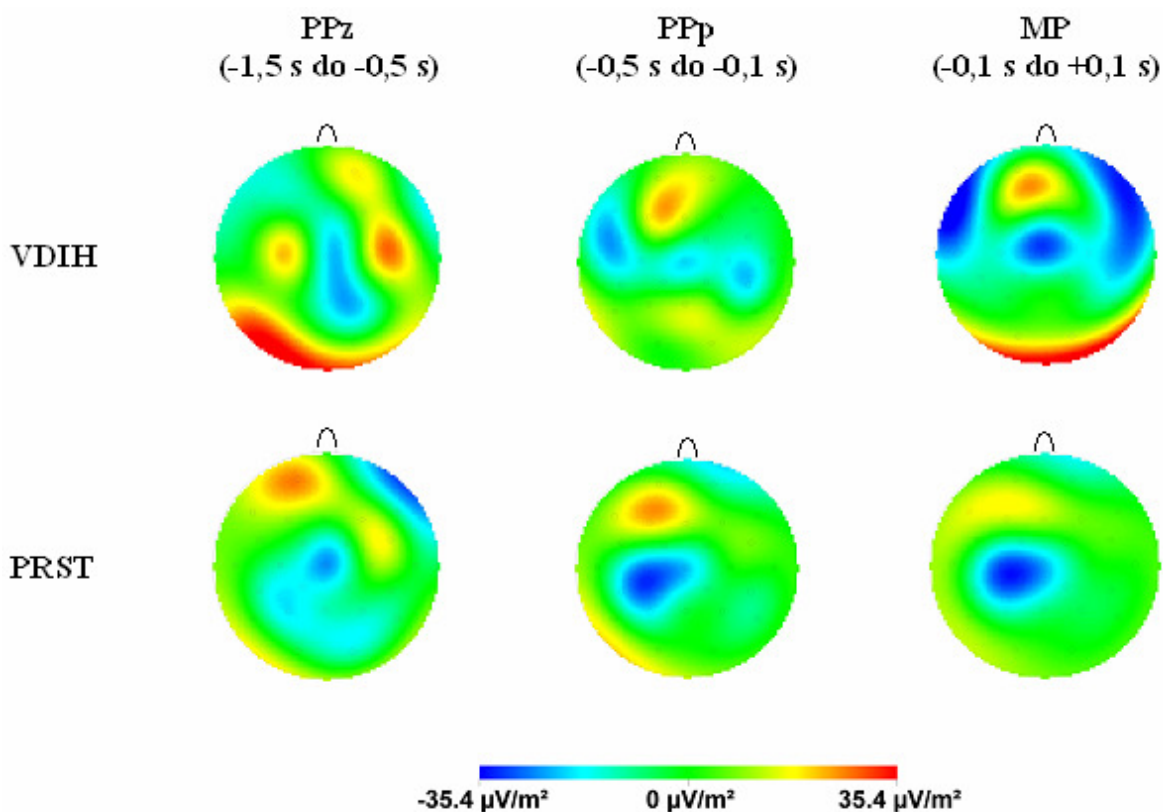 PPz
(-1,5 s do -0,5 s)
PPp
(-0,5 s do -0,1 s)
MP
(-0,1 s do +0,1 s)
VDIH
PRST
-35.4 µV/m²
0 µV/m²
35.4 µV/m²